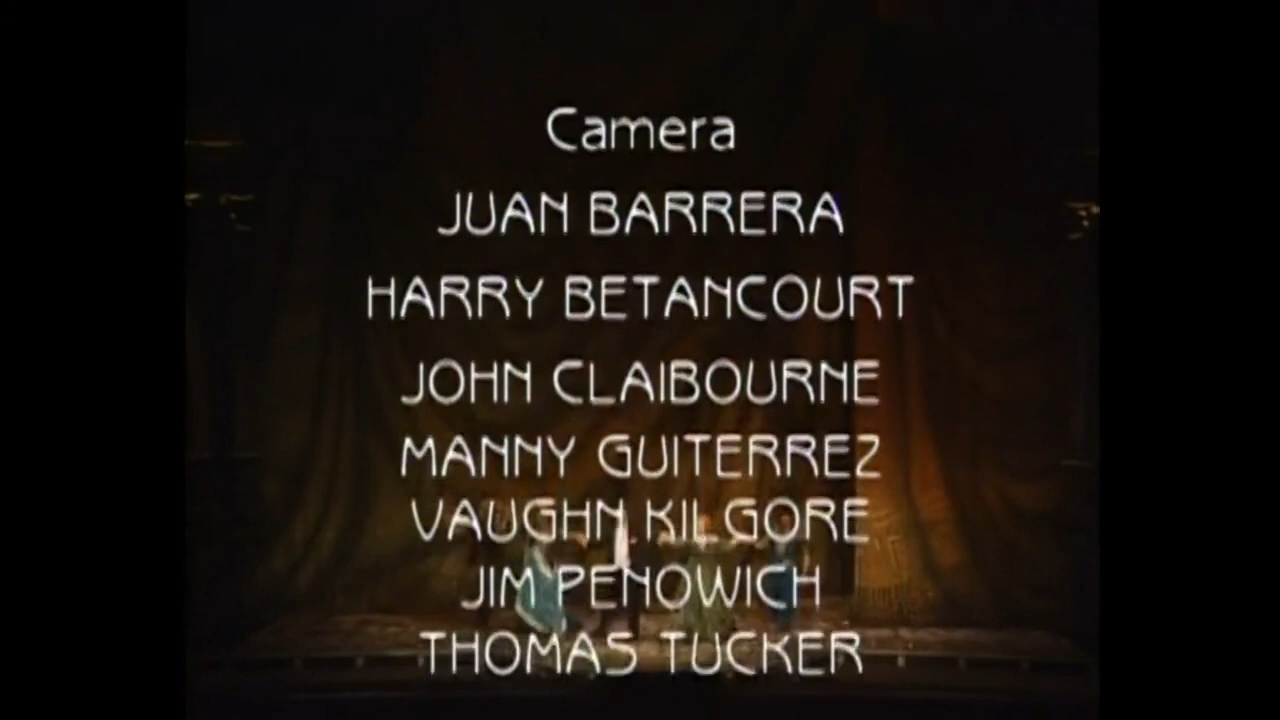 Camera
JUAN BARRERA
HARRY BETANCOURT
JOHN CLAIBOURNE
MANNY GUITERREZ
VAUGHN KILGORE
JIM PENOWICH
THOMAS TUCKER